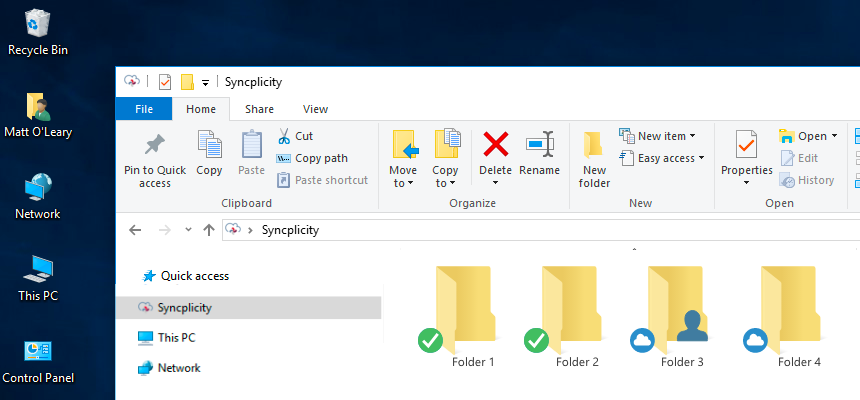 Recycle Bin
Matt O'Leary
Network
This PC
Control Panel
Syncplicity
File Home Share View
Pin to Quick access
Copy
Paste
Cut
Copy path
Paste shortcut
Clipboard
Move to
Copy to
Delete
Rename
Organize
New folder
New item
Easy access
New
Properties
Open
Edit
History
Open
Syncplicity
Quick access
Syncplicity
This PC
Network
Folder 1
Folder 2
Folder 3
Folder 4